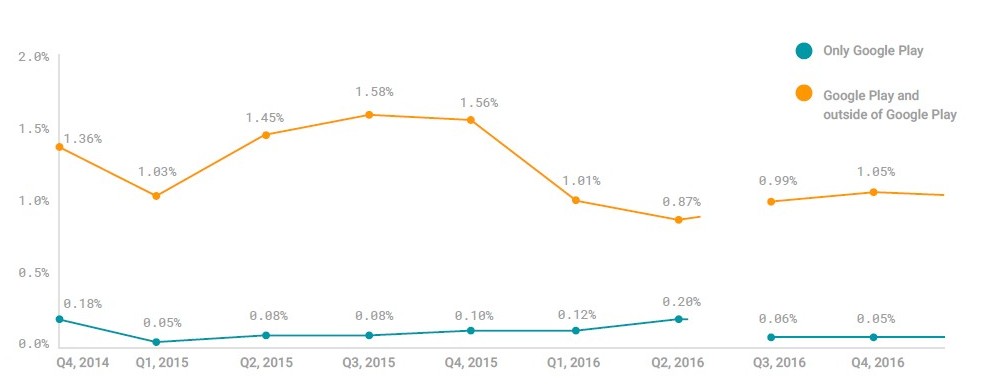 Only Google Play
Google Play and
outside of Google Play
2.0%
1.5%
1.0%
0.5%
0.0%
1.36%
1.03%
1.45%
1.58%
1.56%
1.01%
0.87%
0.99%
1.05%
0.18%
0.05%
0.08%
0.08%
0.10%
0.12%
0.20%
0.06%
0.05%
Q4, 2014
Q1, 2015
Q2, 2015
Q3, 2015
Q4, 2015
Q1, 2016
Q2, 2016
Q3, 2016
Q4, 2016